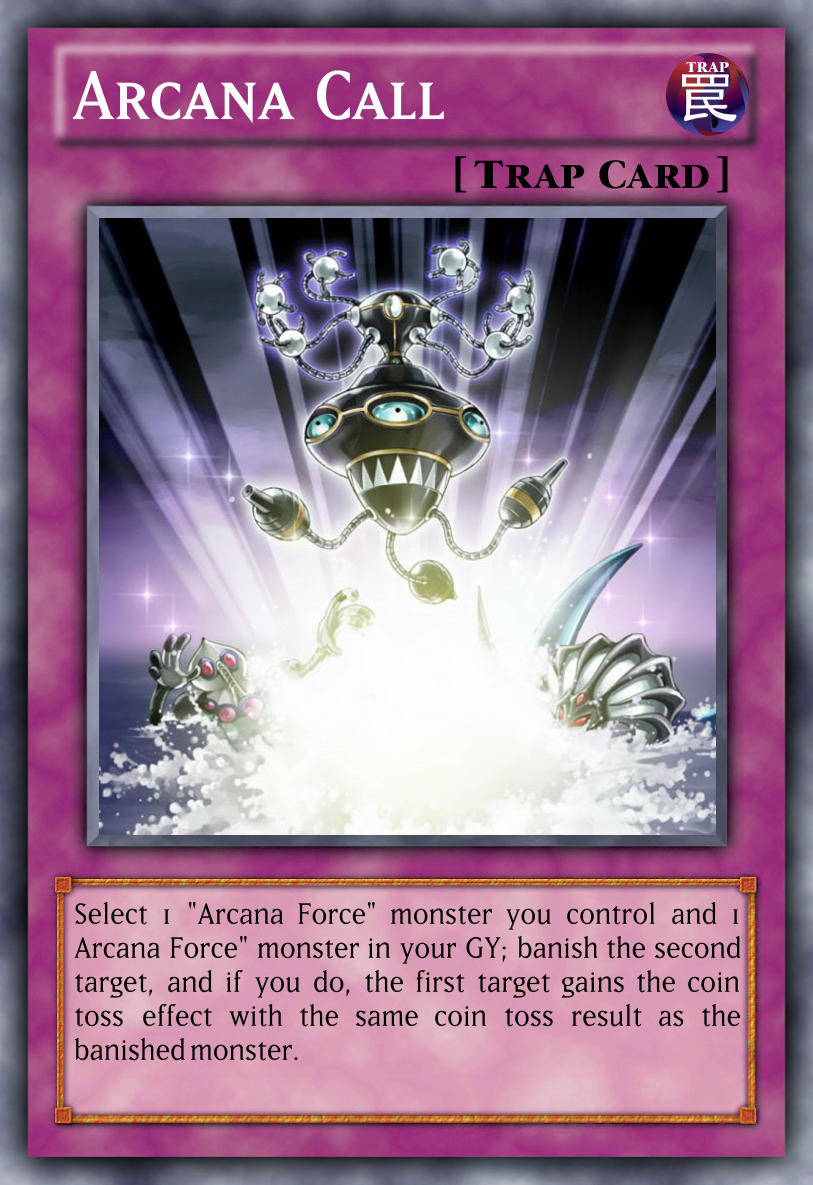 Arcana Call
TRAP
罠
[Trap Card]
Select 1 "Arcana Force" monster you control and 1
Arcana Force" monster in your GY; banish the second
target, and if you do, the first target gains the coin
toss effect with the same coin toss result as the
banished monster.